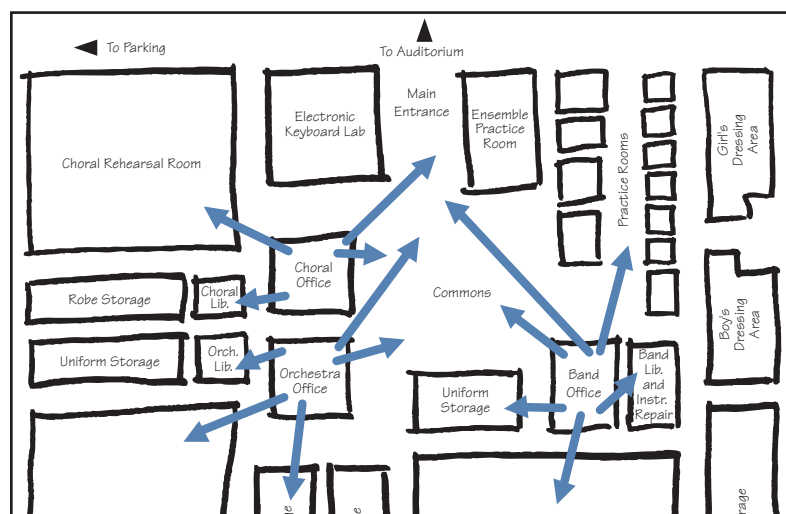 To Parking
To Auditorium
Main
Entrance
Electronic
Keyboard Lab
Ensemble
Practice
Room
Choral Rehearsal Room
Practice Rooms
Girl's
Dressing
Area
Choral
Office
Robe Storage
Choral
Lib.
Commons
Boy's
Dressing
Area
Uniform Storage
Orch.
Lib.
Orchestra
Office
Uniform
Storage
Band
Office
Band
Lib.
and
Instr.
Repair